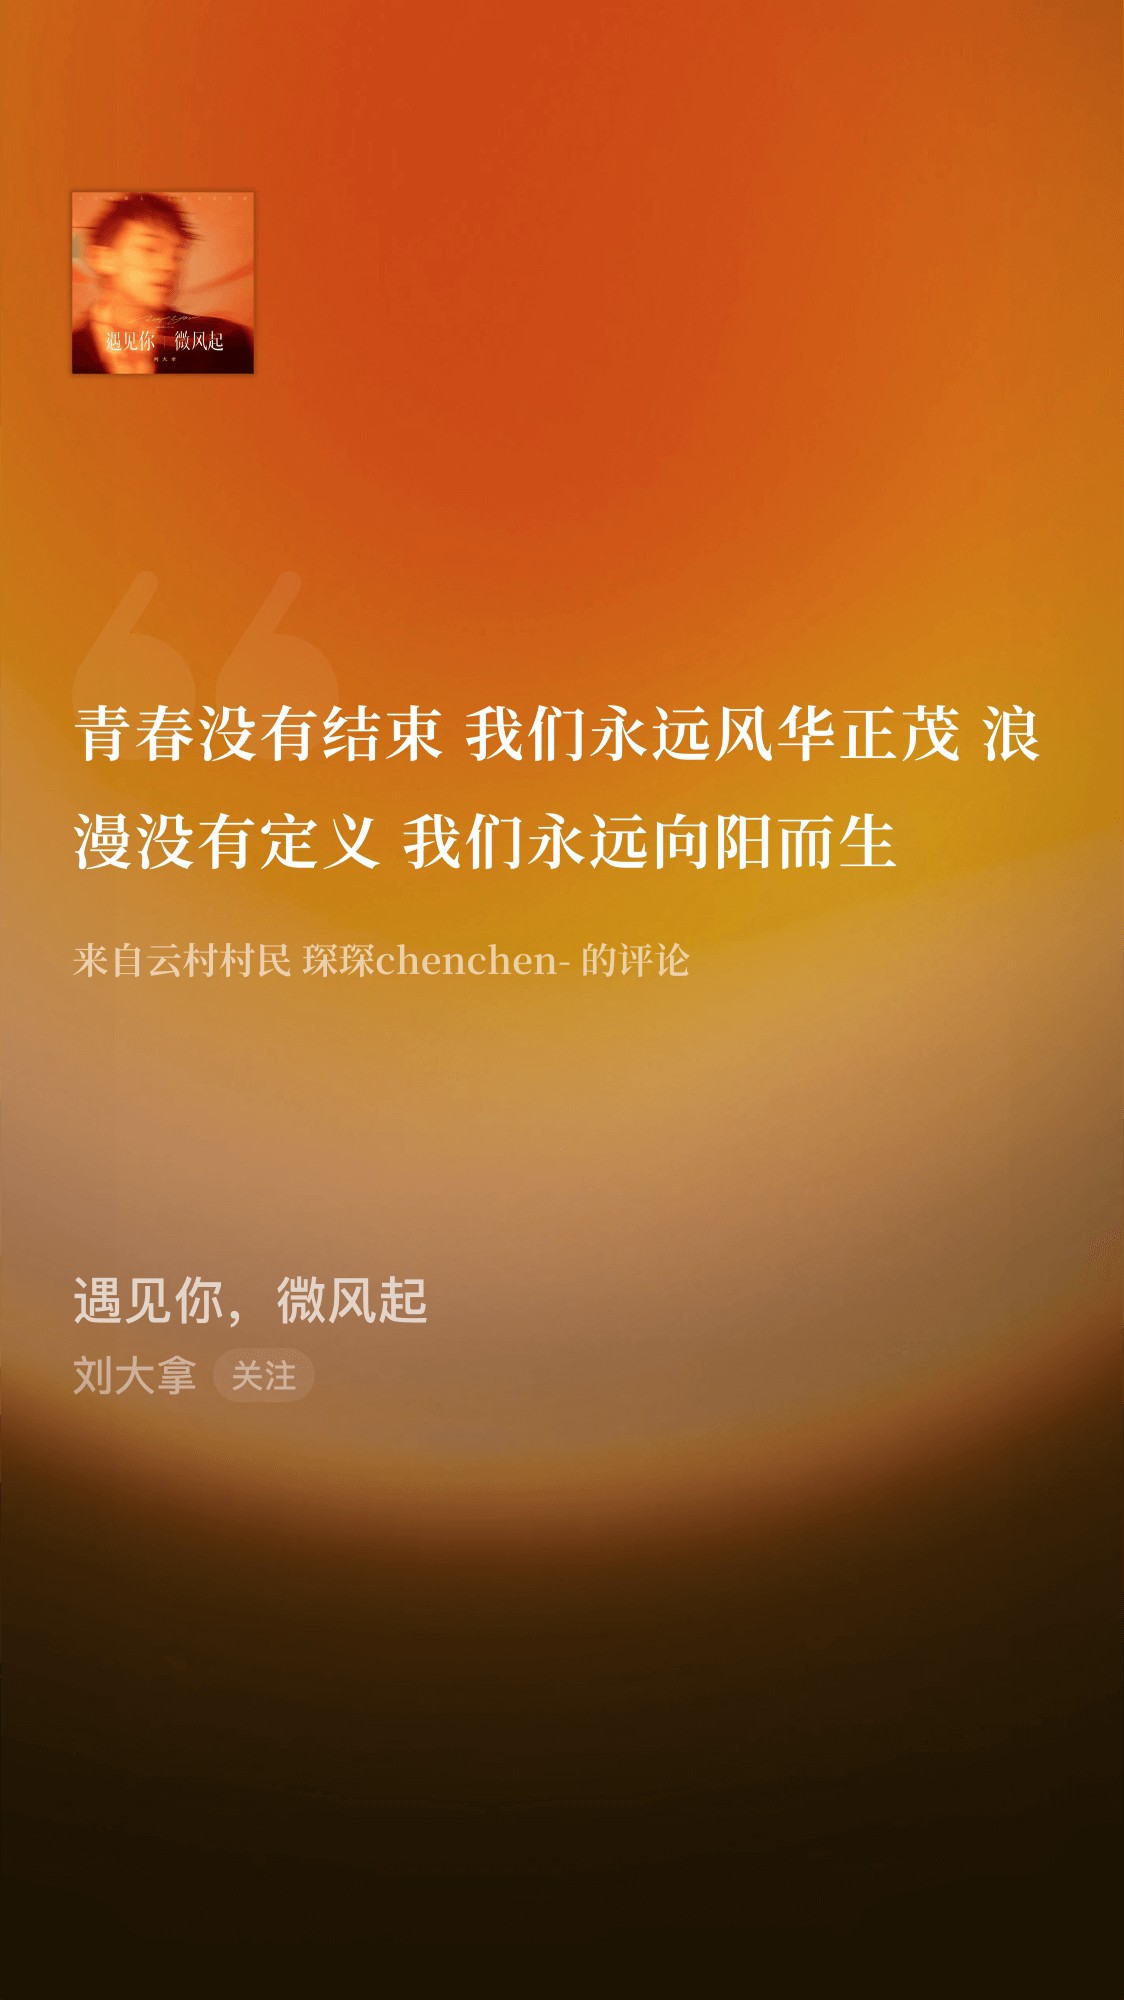 遇见你 微风起
刘大拿
青春没有结束 我们永远风华正茂 浪
漫没有定义 我们永远向阳而生
来自云村村民 琛琛chenchen- 的评论
遇见你，微风起
刘大拿 关注